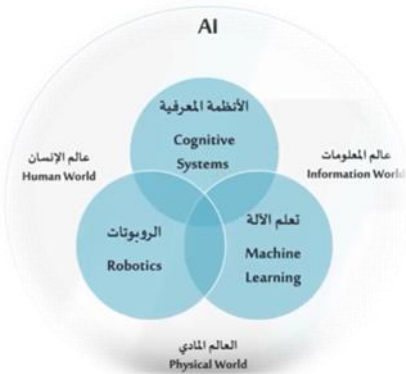 AI
الأنظمة المعرفية
Cognitive
Systems
عالم الإنسان
Human World
عالم المعلومات
Information World
الروبوتات
Robotics
تعلم الآلة
Machine
Learning
العالم المادي
Physical World